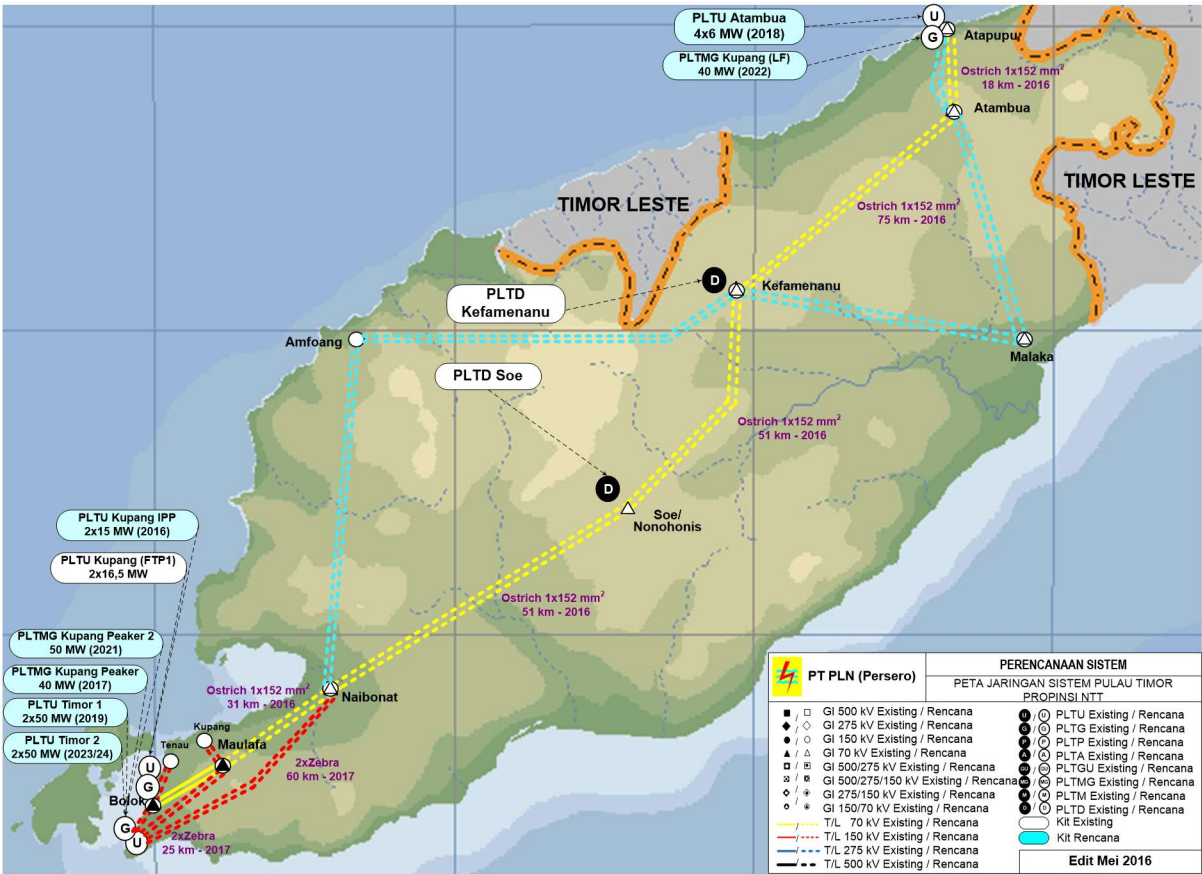 PLTU Atambua
4x6 MW (2018)
U
G
Atapupu
PLTMG Kupang (LF)
40 MW (2022)
Ostrich 1x152 mm²
18 km - 2016
Atambua
TIMOR LESTE
TIMOR LESTE
Ostrich 1x152 mm²
75 km - 2016
D
Kefamenanu
PLTD
Kefamenanu
Amfoang
Malaka
PLTD Soe
Ostrich 1x152 mm²
51 km - 2016
D
Soe/
Nonohonis
PLTU Kupang IPP
2x15 MW (2016)
PLTU Kupang (FTP1)
2x16,5 MW
Ostrich 1x152 mm²
51 km - 2016
PLTMG Kupang Peaker 2
50 MW (2021)
PLTMG Kupang Peaker
40 MW (2017)
PLTU Timor 1
2x50 MW (2019)
PLTU Timor 2
2x50 MW (2023/24)
Ostrich 1x152 mm²
31 km - 2016
Naibonat
Kupang
Tenau
Maulafa
U
G
2xZebra
60 km - 2017
Bolok
G
U
2xZebra
25 km - 2017
PT PLN (Persero)
PERENCANAAN SISTEM
PETA JARINGAN SISTEM PULAU TIMOR
PROPINSI NTT
GI 500 kV Existing / Rencana
GI 275 kV Existing / Rencana
GI 150 kV Existing / Rencana
GI 70 kV Existing / Rencana
GI 500/275 kV Existing / Rencana
GI 500/275/150 kV Existing / Rencana
GI 275/150 kV Existing / Rencana
GI 150/70 kV Existing / Rencana
T/L 70 kV Existing / Rencana
T/L 150 kV Existing / Rencana
T/L 275 kV Existing / Rencana
T/L 500 kV Existing / Rencana
U / U PLTU Existing / Rencana
G / G PLTG Existing / Rencana
P / P PLTP Existing / Rencana
A / A PLTA Existing / Rencana
GU / GU PLTGU Existing / Rencana
MG / MG PLTMG Existing / Rencana
M / M PLTM Existing / Rencana
D / D PLTD Existing / Rencana
Kit Existing
Kit Rencana
Edit Mei 2016